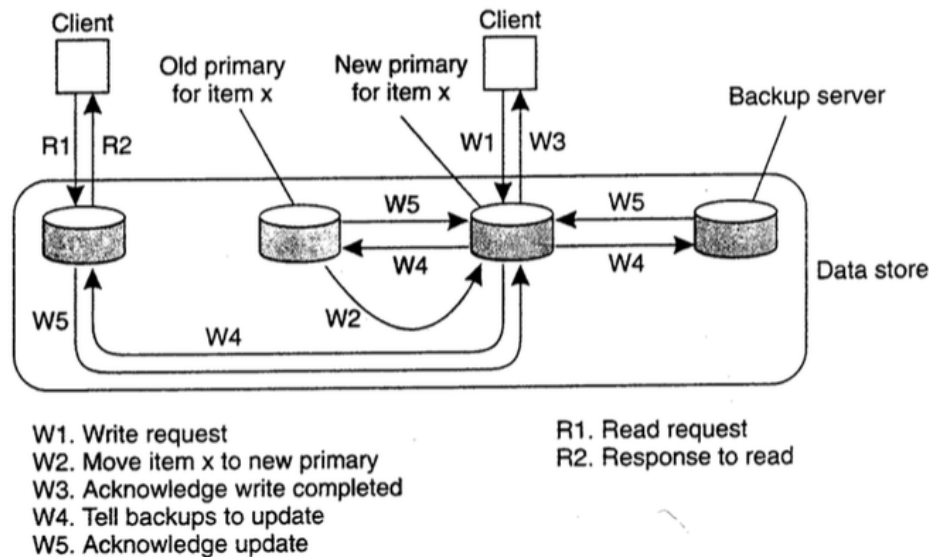 Client
Client
Old primary
for item x
New primary
for item x
Backup server
R1
R2
W1
W3
W5
W5
W4
W4
Data store
W5
W2
W4
W1. Write request
W2. Move item x to new primary
W3. Acknowledge write completed
W4. Tell backups to update
W5. Acknowledge update
R1. Read request
R2. Response to read